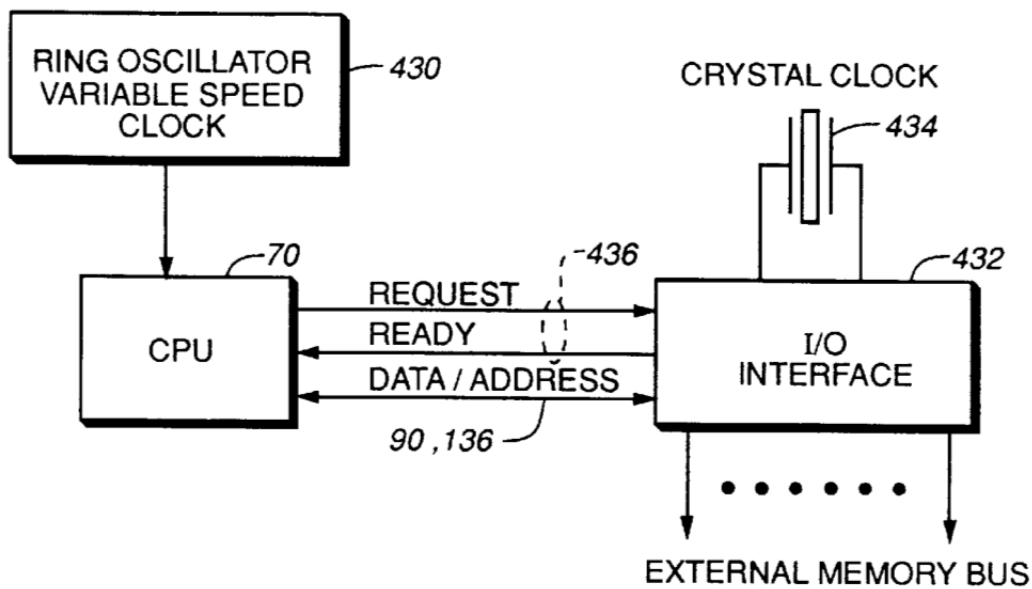 RING OSCILLATOR
VARIABLE SPEED
CLOCK
430
CRYSTAL CLOCK
434
70
436
432
CPU
REQUEST
READY
DATA / ADDRESS
90 , 136
I/O
INTERFACE
EXTERNAL MEMORY BUS